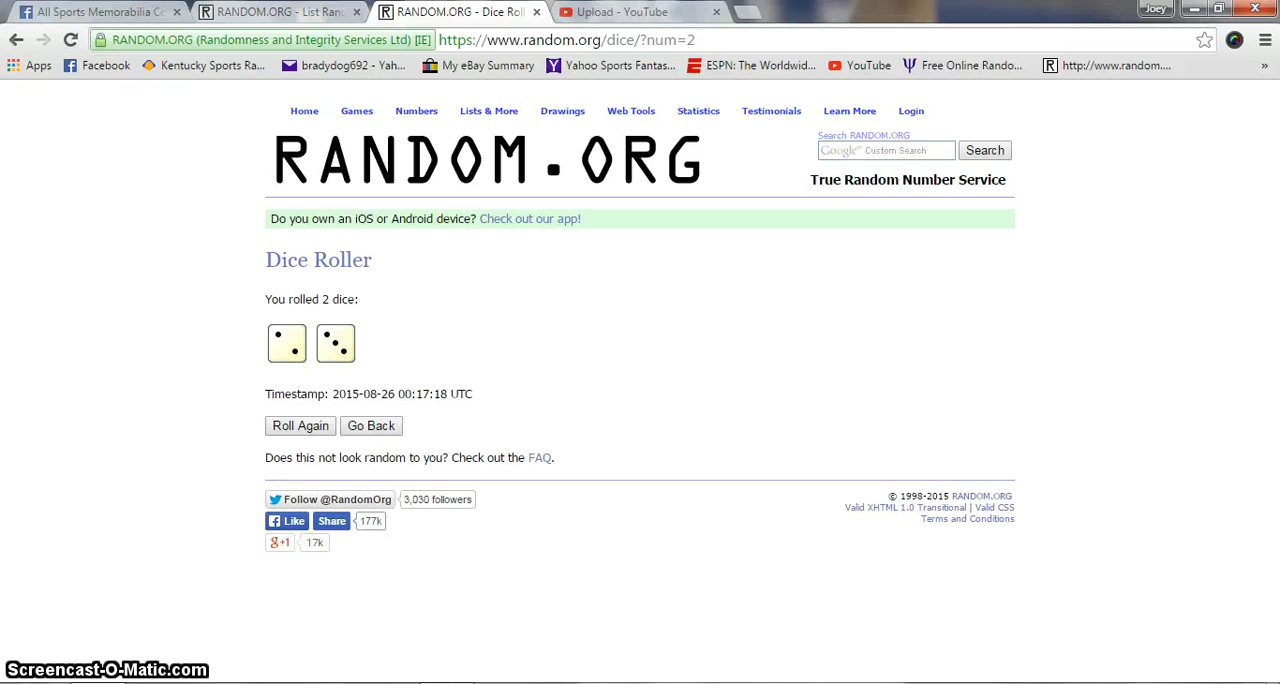 All Sports Memorabilia Co
RANDOM.ORG - List Ran
RANDOM.ORG - Dice Roll
Upload - YouTube
Joey
RANDOM.ORG (Randomness and Integrity Services Ltd) [IE]
https://www.random.org/dice/?num=2
Apps
Facebook
Kentucky Sports Ra...
bradydog692 - Yah...
My eBay Summary
Yahoo Sports Fantas...
ESPN: The Worldwid...
YouTube
Free Online Rando...
http://www.random....
»
Home
Games
Numbers
Lists & More
Drawings
Web Tools
Statistics
Testimonials
Learn More
Login
RANDOM.ORG
Search RANDOM.ORG
Google™ Custom Search
Search
True Random Number Service
Do you own an iOS or Android device? Check out our app!
Dice Roller
You rolled 2 dice:
Timestamp: 2015-08-26 00:17:18 UTC
Roll Again
Go Back
Does this not look random to you? Check out the FAQ.
Follow @RandomOrg
3,030 followers
Like
Share
177k
g+1
17k
© 1998-2015 RANDOM.ORG
Valid XHTML 1.0 Transitional | Valid CSS
Terms and Conditions
Screencast-O-Matic.com